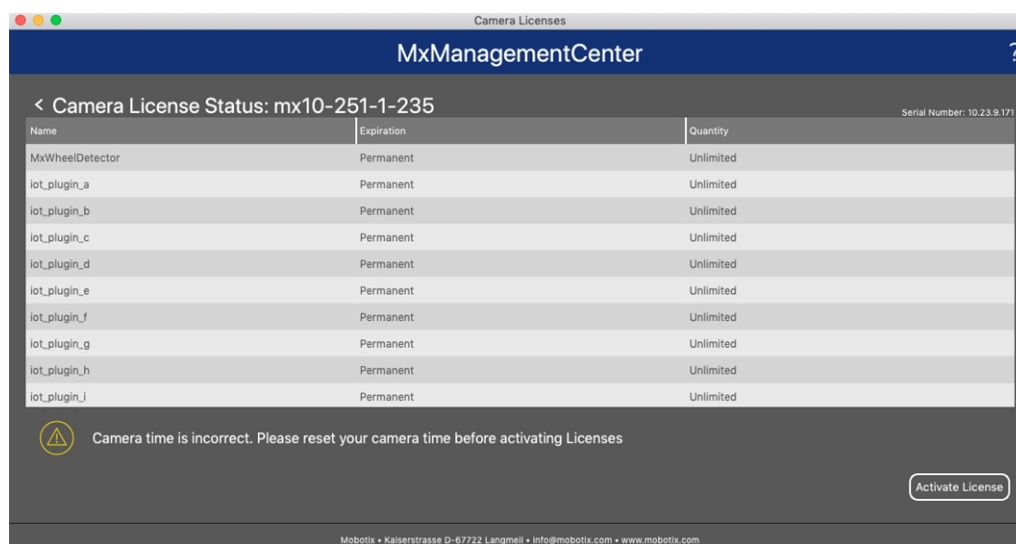 Camera Licenses
MxManagementCenter ?
< Camera License Status: mx10-251-1-235
Serial Number: 10.23.9.171
Name Expiration Quantity
MxWheelDetector Permanent Unlimited
iot_plugin_a Permanent Unlimited
iot_plugin_b Permanent Unlimited
iot_plugin_c Permanent Unlimited
iot_plugin_d Permanent Unlimited
iot_plugin_e Permanent Unlimited
iot_plugin_f Permanent Unlimited
iot_plugin_g Permanent Unlimited
iot_plugin_h Permanent Unlimited
iot_plugin_i Permanent Unlimited
Camera time is incorrect. Please reset your camera time before activating Licenses
Activate License
Mobotix • Kaiserstrasse D-67722 Langmeil • info@mobotix.com • www.mobotix.com